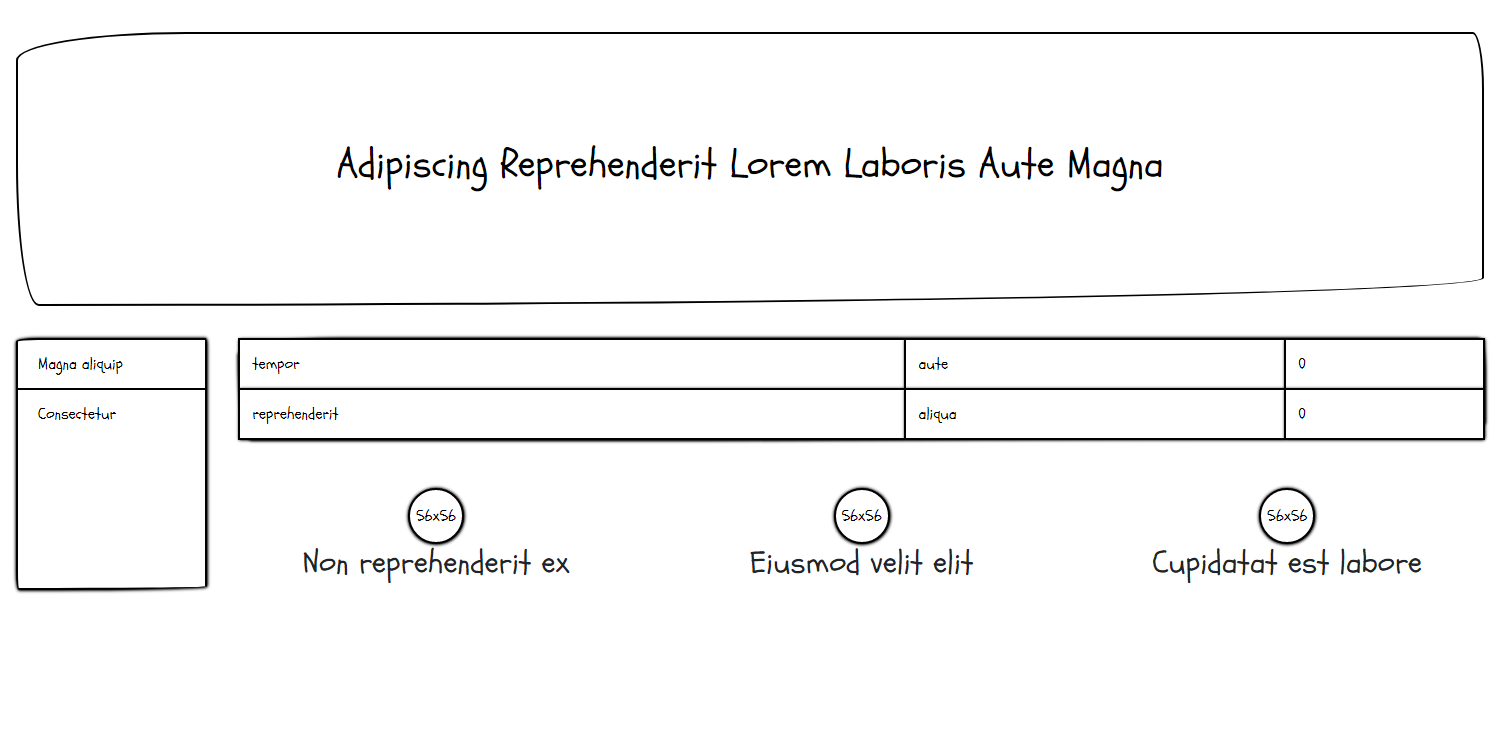 Adipiscing Reprehenderit Lorem Laboris Aute Magna
Magna aliquip
Consectetur
tempor aute 0
reprehenderit aliqua 0
56x56 56x56 56x56
Non reprehenderit ex Eiusmod velit elit Cupidatat est labore